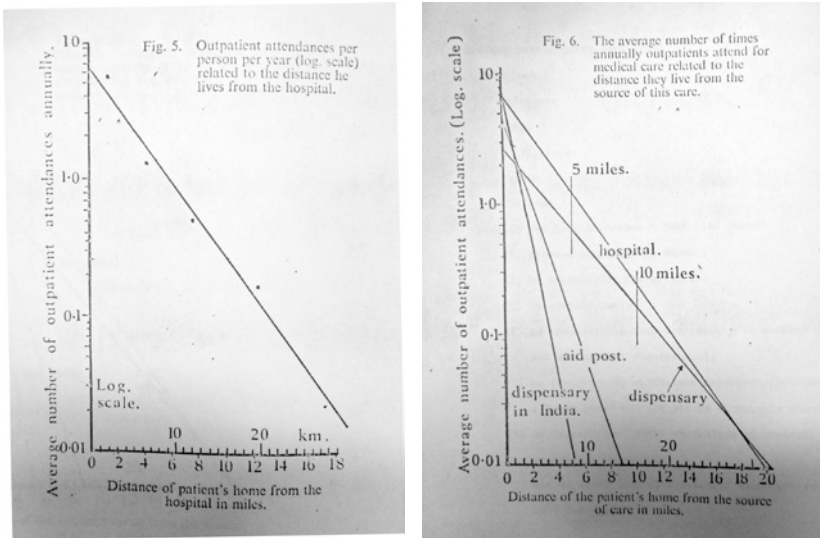 Fig. 5. Outpatient attendances per
person per year (log. scale)
related to the distance he
lives from the hospital.
Average number of outpatient attendances annually.
10
1·0
0·1
0·01
Log.
scale.
10 20 km.
0 2 4 6 8 10 12 14 16 18
Distance of patient's home from the
hospital in miles.
Fig. 6. The average number of times
annually outpatients attend for
medical care related to the
distance they live from the
source of this care.
Average number of outpatient attendances. (Log. scale)
10
1·0
0·1
0·01
5 miles.
hospital.
10 miles.
aid post.
dispensary
in India.
dispensary
10 20
0 2 4 6 8 10 12 14 16 18 20
Distance of the patient's home from the source
of care in miles.